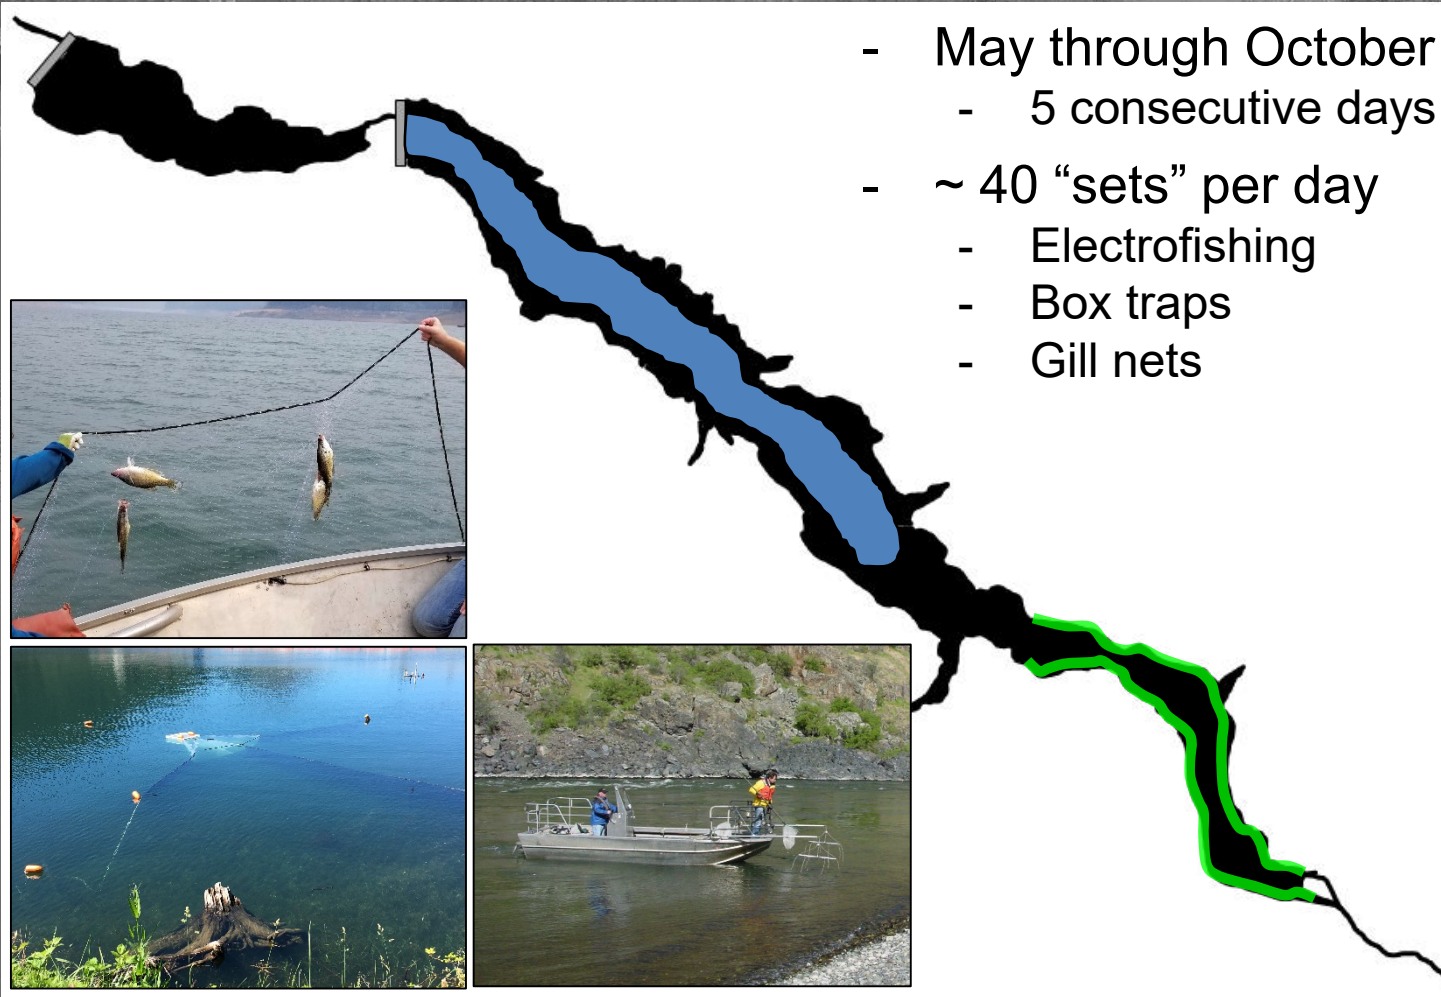 - May through October
- 5 consecutive days
- ~ 40 “sets” per day
- Electrofishing
- Box traps
- Gill nets